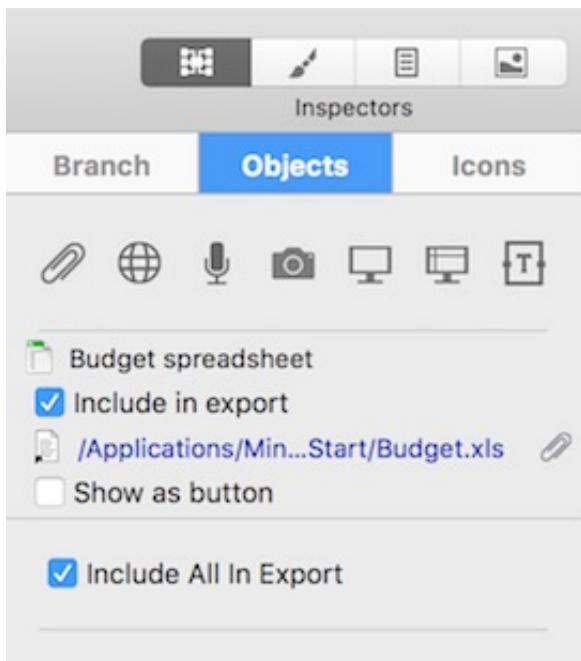 Inspectors
Branch Objects Icons
T
Budget spreadsheet
Include in export
/Applications/Min...Start/Budget.xls
Show as button
Include All In Export